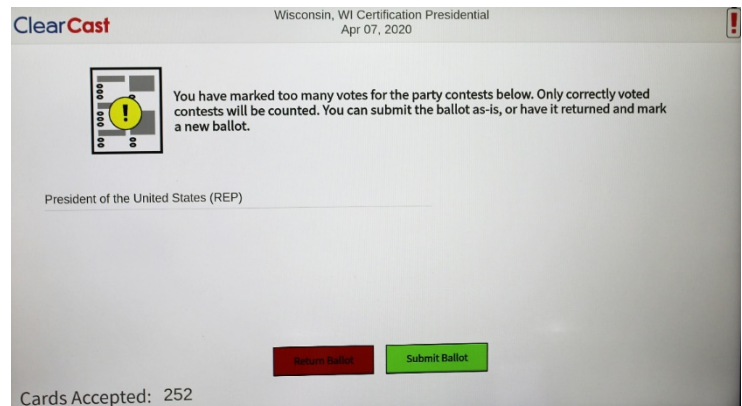 ClearCast
Wisconsin, WI Certification Presidential
Apr 07, 2020
!
!
You have marked too many votes for the party contests below. Only correctly voted
contests will be counted. You can submit the ballot as-is, or have it returned and mark
a new ballot.
President of the United States (REP)
Return Ballot
Submit Ballot
Cards Accepted: 252